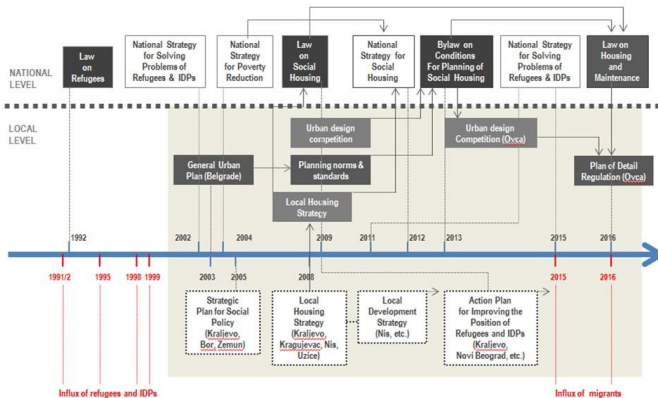 NATIONAL
LEVEL
Law
on
Refugees
National Strategy
for Solving
Problems of
Refugees & IDPs
National
Strategy
for Poverty
Reduction
Law
on
Social
Housing
National
Strategy for
Social
Housing
Bylaw on
Conditions
For Planning of
Social Housing
National Strategy
for Solving
Problems of
Refugees & IDPs
Law on
Housing
and
Maintenance
LOCAL
LEVEL
Urban design
competition
Urban design
Competition (Ovca)
General Urban
Plan (Belgrade)
Planning norms &
standards
Plan of Detail
Regulation (Ovca)
Local Housing
Strategy
1992
2002
2004
2009
2011
2012
2013
2015
2016
1991/2
1995
1998
1999
2003
2005
2008
2015
2016
Strategic
Plan for Social
Policy
(Kraljevo,
Bor, Zemun)
Local
Housing
Strategy
(Kraljevo,
Kragujevac, Nis,
Uzice)
Local
Development
Strategy
(Nis, etc.)
Action Plan
for Improving the
Position of
Refugees and IDPs
(Kraljevo,
Novi Beograd, etc.)
Influx of refugees and IDPs
Influx of migrants